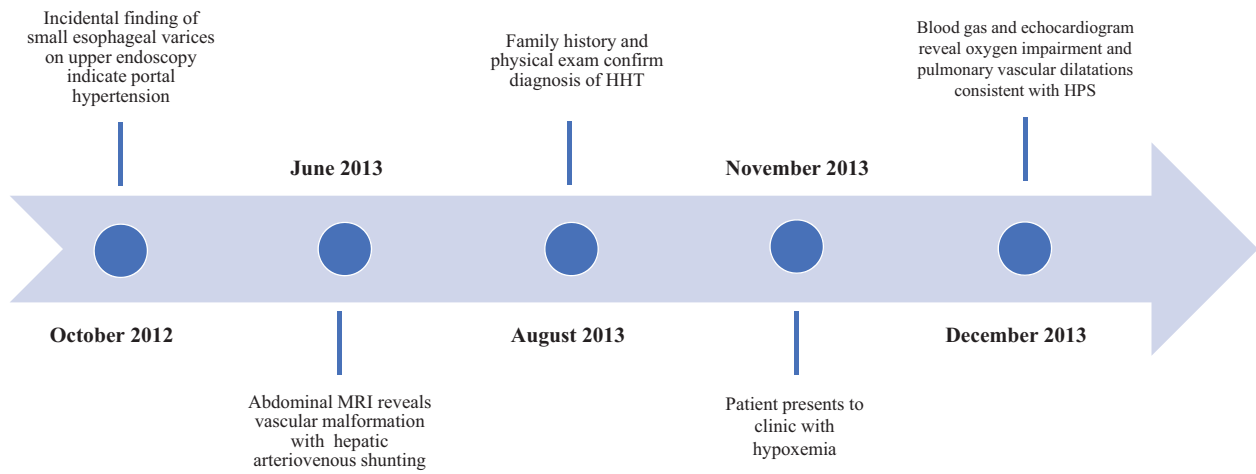 Incidental finding of
small esophageal varices
on upper endoscopy
indicate portal
hypertension
October 2012
June 2013
Abdominal MRI reveals
vascular malformation
with hepatic
arteriovenous shunting
Family history and
physical exam confirm
diagnosis of HHT
August 2013
November 2013
Patient presents to
clinic with
hypoxemia
Blood gas and echocardiogram
reveal oxygen impairment and
pulmonary vascular dilatations
consistent with HPS
December 2013